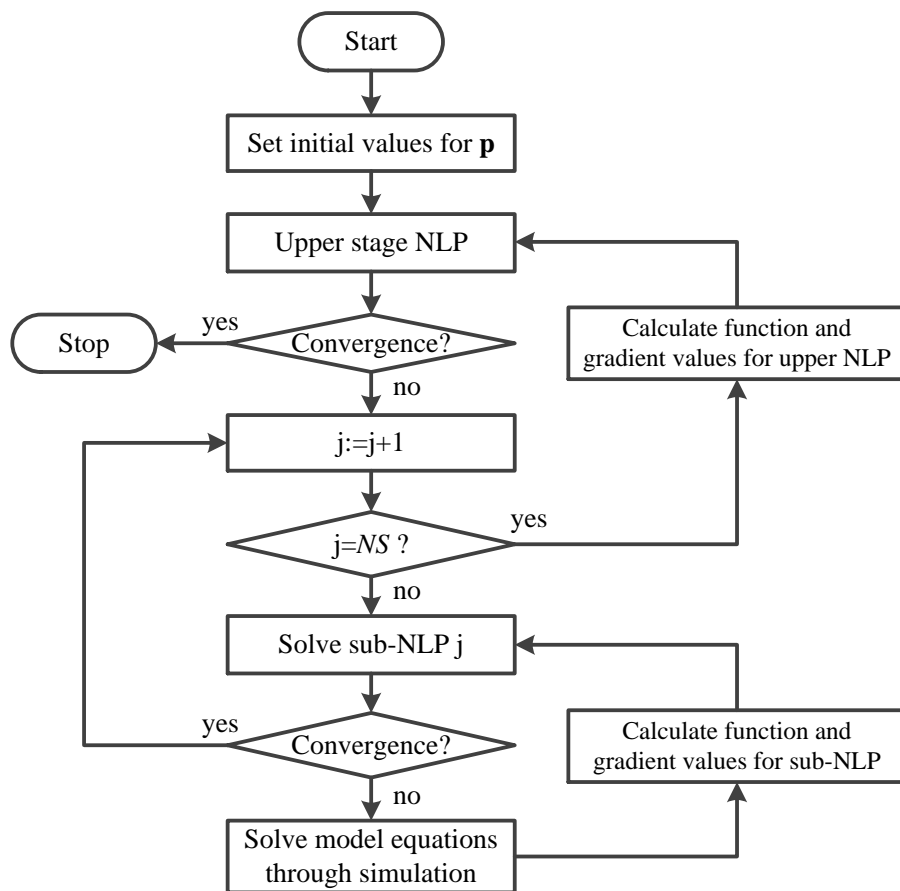 Start
Set initial values for p
Upper stage NLP
yes
Stop
Convergence?
Calculate function and
gradient values for upper NLP
no
j:=j+1
yes
j=NS ?
no
Solve sub-NLP j
yes
Convergence?
Calculate function and
gradient values for sub-NLP
no
Solve model equations
through simulation